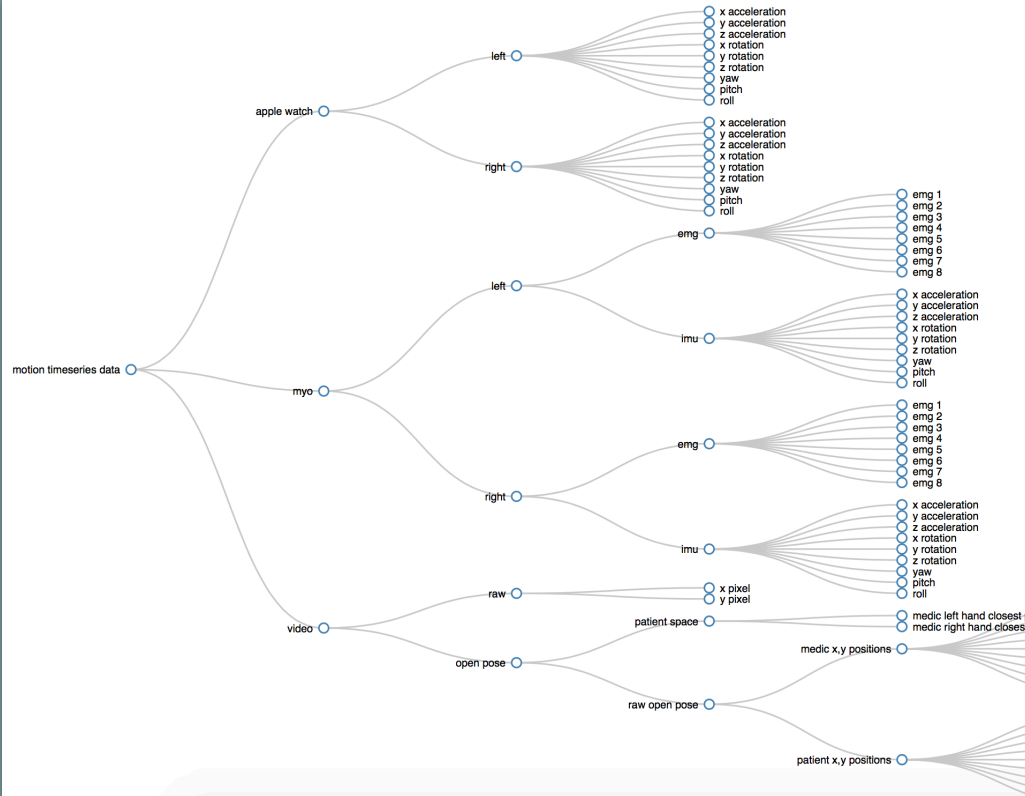 x acceleration
y acceleration
z acceleration
x rotation
left
y rotation
z rotation
yaw
pitch
roll
apple watch
x acceleration
y acceleration
z acceleration
x rotation
right
y rotation
z rotation
yaw
pitch
roll
emg 1
emg 2
emg 3
emg 4
emg
emg 5
emg 6
emg 7
emg 8
left
x acceleration
y acceleration
z acceleration
x rotation
imu
y rotation
z rotation
yaw
pitch
roll
motion timeseries data
myo
emg 1
emg 2
emg 3
emg 4
emg
emg 5
emg 6
emg 7
emg 8
right
x acceleration
y acceleration
z acceleration
x rotation
imu
y rotation
z rotation
yaw
pitch
roll
raw
x pixel
y pixel
video
patient space
medic left hand closest
medic right hand closes
open pose
medic x,y positions
raw open pose
patient x,y positions